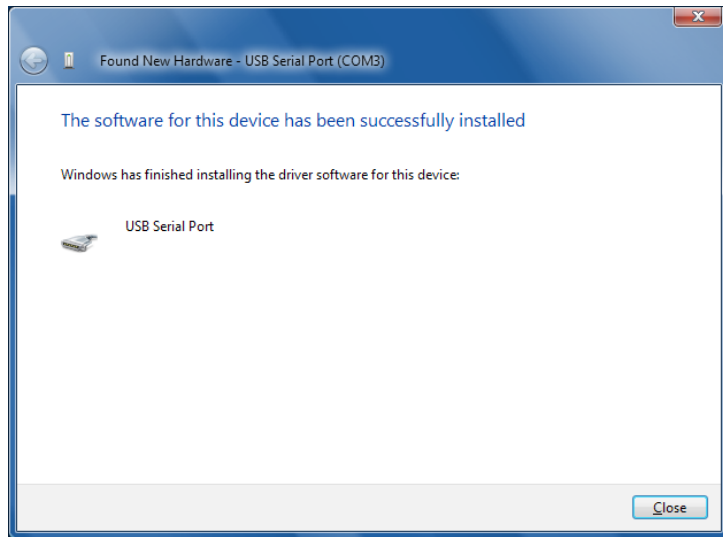 Found New Hardware - USB Serial Port (COM3)
The software for this device has been successfully installed
Windows has finished installing the driver software for this device:
USB Serial Port
Close